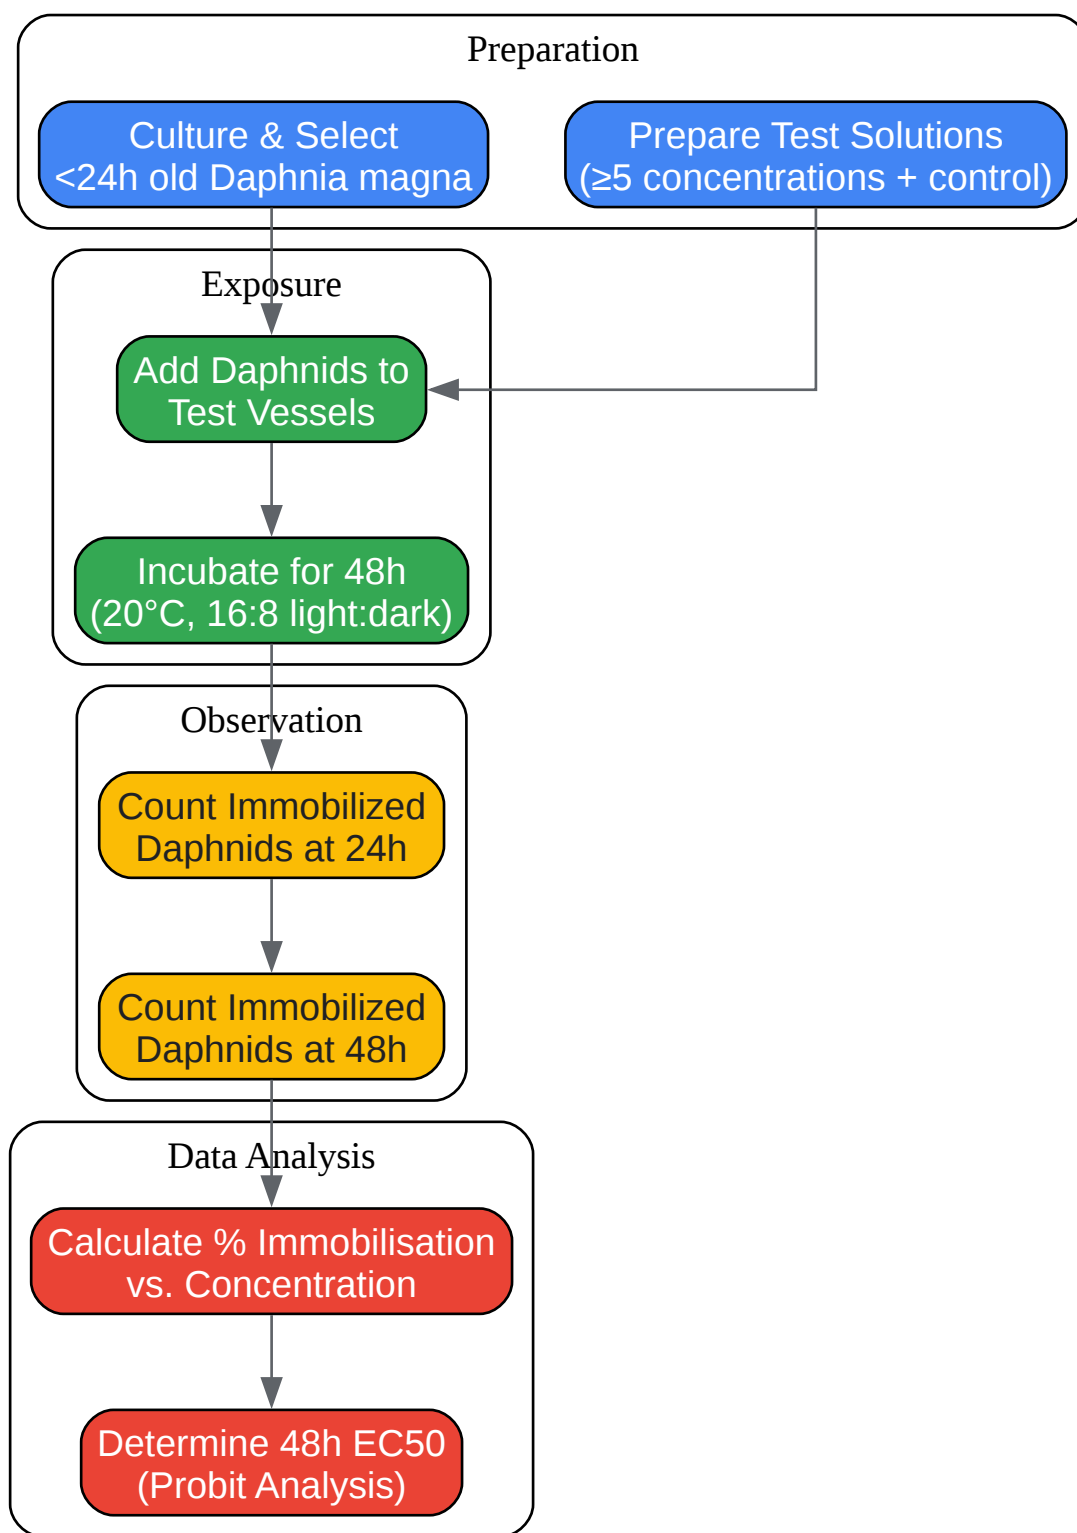 Preparation
Culture & Select
<24h old Daphnia magna
Prepare Test Solutions
(≥5 concentrations + control)
Exposure
Add Daphnids to
Test Vessels
Incubate for 48h
(20°C, 16:8 light:dark)
Observation
Count Immobilized
Daphnids at 24h
Count Immobilized
Daphnids at 48h
Data Analysis
Calculate % Immobilisation
vs. Concentration
Determine 48h EC50
(Probit Analysis)